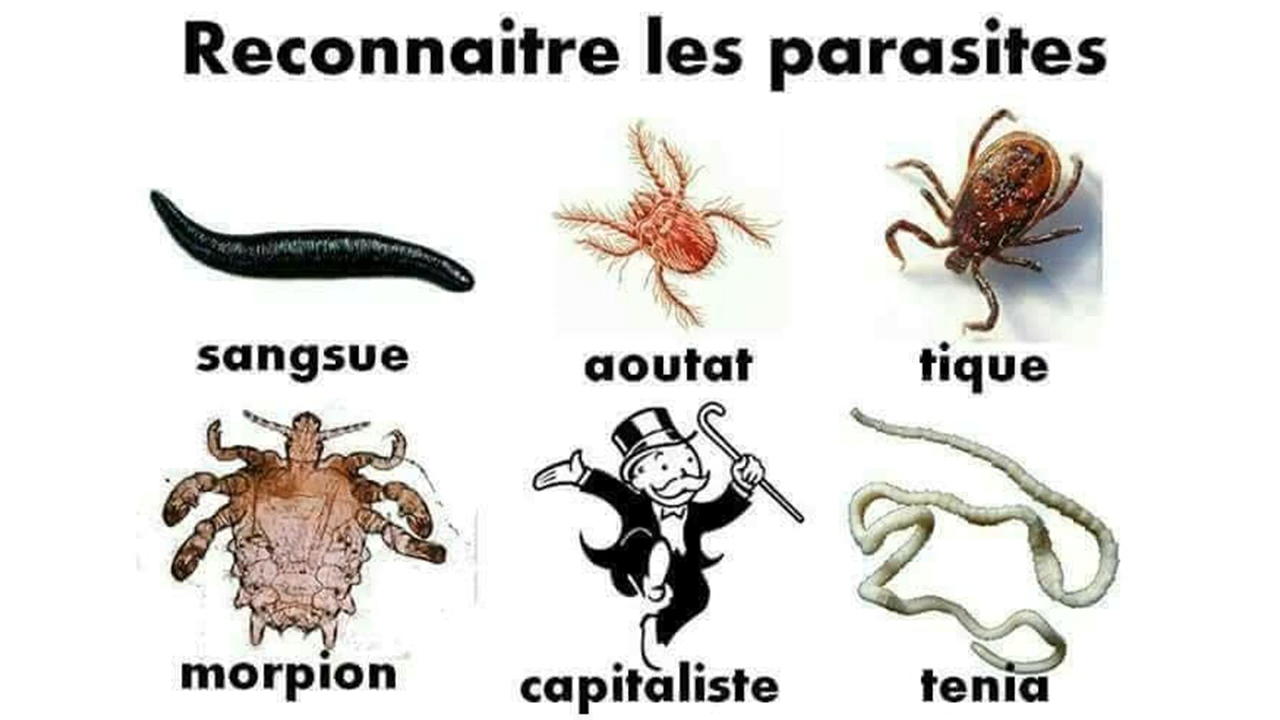 Reconnaitre les parasites
sangsue
aoutat
tique
morpion
capitaliste
tenia